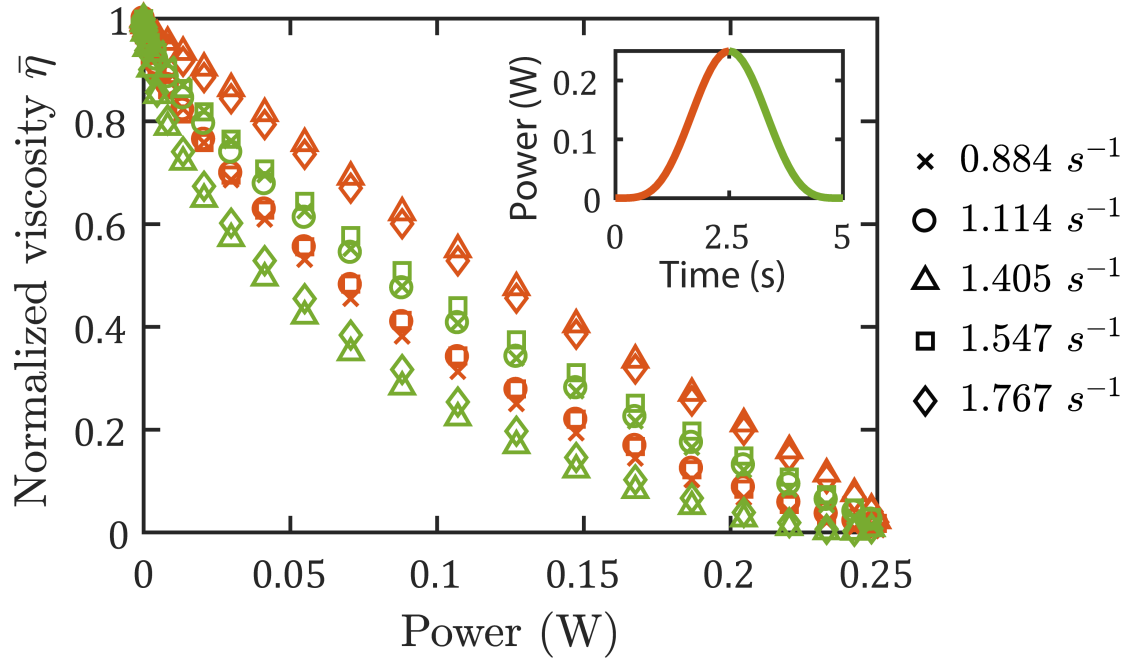 Normalized viscosity η̄
1
0.8
0.6
0.4
0.2
0
0 0.05 0.1 0.15 0.2 0.25
Power (W)
Power (W)
0.2
0.1
0
0 2.5 5
Time (s)
0.884 s⁻¹
1.114 s⁻¹
1.405 s⁻¹
1.547 s⁻¹
1.767 s⁻¹